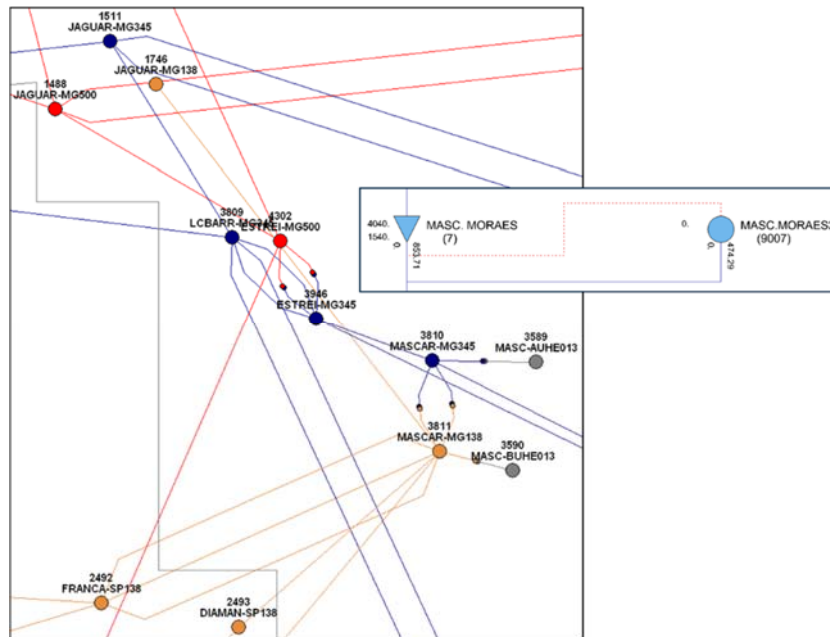 1511
JAGUAR-MG345
1746
JAGUAR-MG138
1488
JAGUAR-MG500
3809
LCBARR-MG345
4302
ESTREI-MG500
4040.
1540.
0.
853.71
MASC. MORAES
(7)
0.
0.
474.29
MASC.MORAES2
(9007)
3946
ESTREI-MG345
3810
MASCAR-MG345
3589
MASC-AUHE013
3811
MASCAR-MG138
3590
MASC-BUHE013
2492
FRANCA-SP138
2493
DIAMAN-SP138